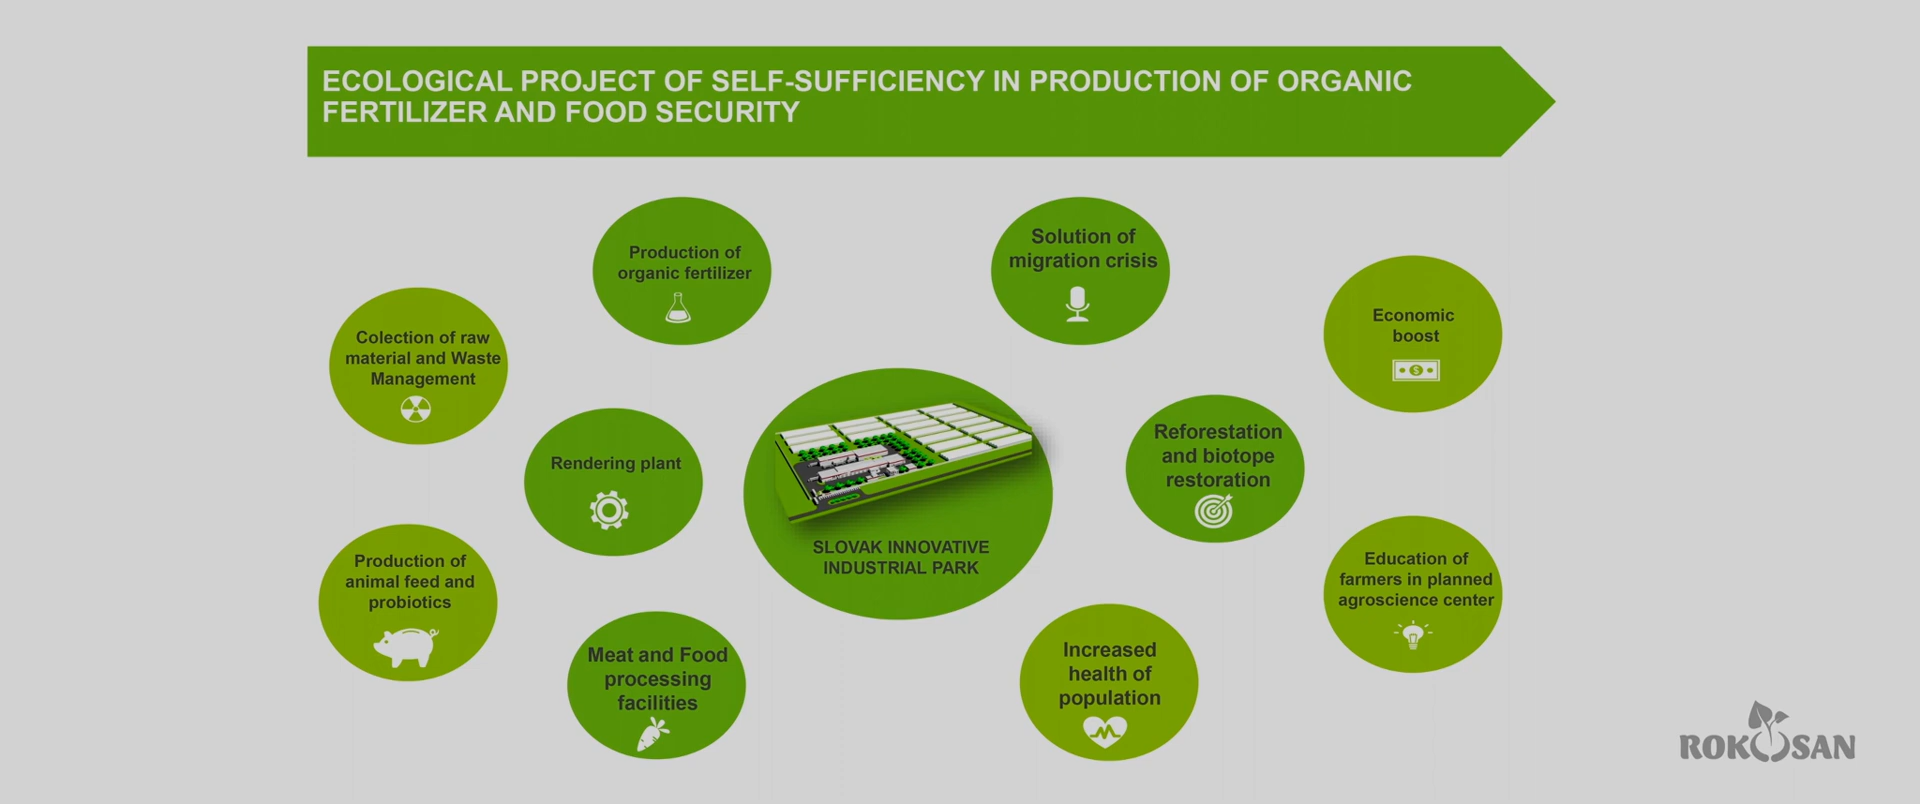 ECOLOGICAL PROJECT OF SELF-SUFFICIENCY IN PRODUCTION OF ORGANIC
FERTILIZER AND FOOD SECURITY
Production of
organic fertilizer
Solution of
migration crisis
Economic
boost
Colection of raw
material and Waste
Management
Rendering plant
Reforestation
and biotope
restoration
SLOVAK INNOVATIVE
INDUSTRIAL PARK
Production of
animal feed and
probiotics
Education of
farmers in planned
agroscience center
Meat and Food
processing
facilities
Increased
health of
population
ROKOSAN